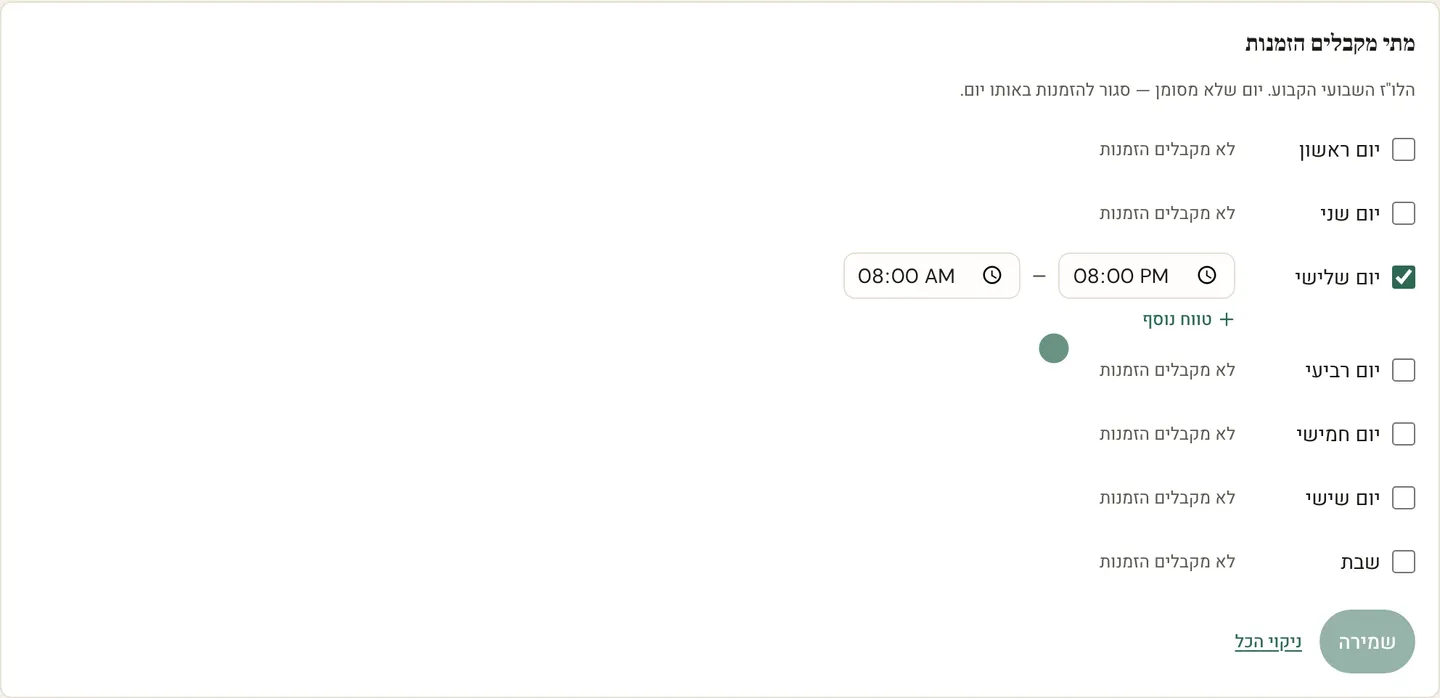 מתי מקבלים הזמנות
הלו"ז השבועי הקבוע. יום שלא מסומן — סגור להזמנות באותו יום.
יום ראשון לא מקבלים הזמנות
יום שני לא מקבלים הזמנות
יום שלישי 08:00 PM – 08:00 AM
+ טווח נוסף
יום רביעי לא מקבלים הזמנות
יום חמישי לא מקבלים הזמנות
יום שישי לא מקבלים הזמנות
שבת לא מקבלים הזמנות
שמירה ניקוי הכל